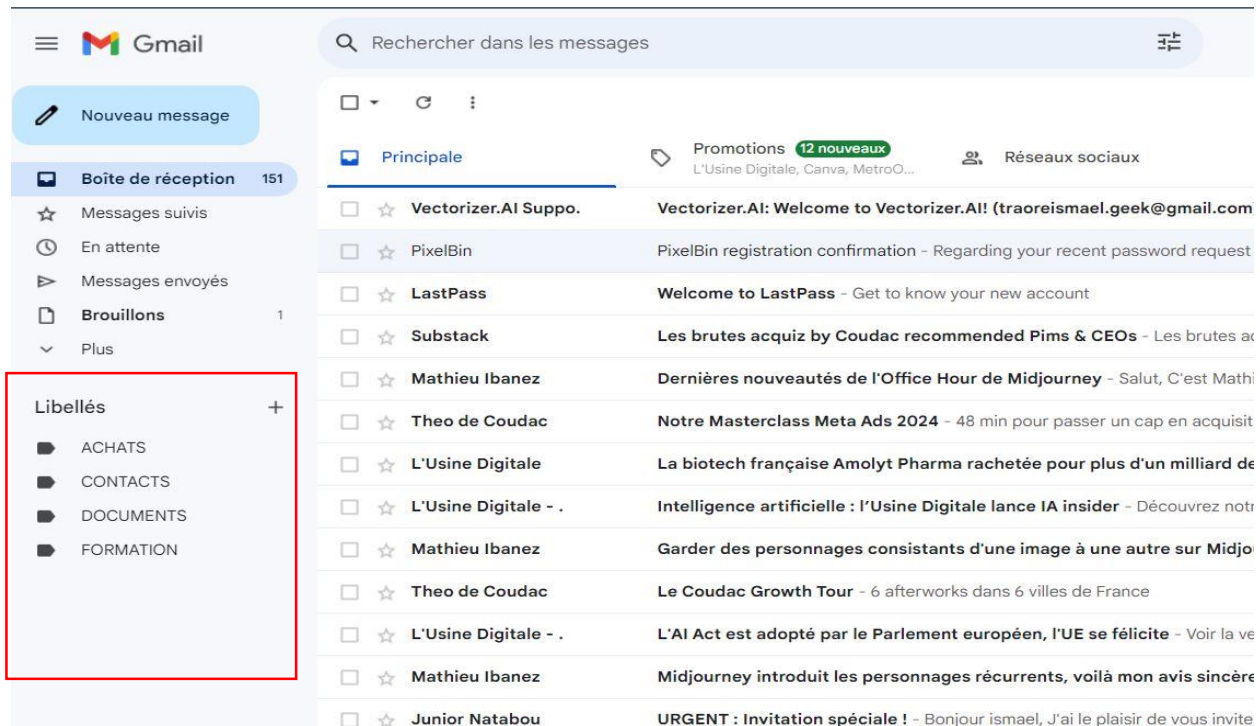 Gmail
Rechercher dans les messages
Nouveau message
Boîte de réception 151
Messages suivis
En attente
Messages envoyés
Brouillons 1
Plus
Libellés +
ACHATS
CONTACTS
DOCUMENTS
FORMATION
Principale
Promotions 12 nouveaux
L'Usine Digitale, Canva, MetroO...
Réseaux sociaux
Vectorizer.AI Suppo. Vectorizer.AI: Welcome to Vectorizer.AI! (traoreismael.geek@gmail.com
PixelBin PixelBin registration confirmation - Regarding your recent password request
LastPass Welcome to LastPass - Get to know your new account
Substack Les brutes acquiz by Coudac recommended Pims & CEOs - Les brutes
Mathieu Ibanez Dernières nouveautés de l'Office Hour de Midjourney - Salut, C'est
Theo de Coudac Notre Masterclass Meta Ads 2024 - 48 min pour passer un cap en
L'Usine Digitale La biotech française Amolyt Pharma rachetée pour plus d'un milliard de
L'Usine Digitale - . Intelligence artificielle : l'Usine Digitale lance IA insider - Découvrez
Mathieu Ibanez Garder des personnages consistants d'une image à une autre sur
Theo de Coudac Le Coudac Growth Tour - 6 afterworks dans 6 villes de France
L'Usine Digitale - . L'AI Act est adopté par le Parlement européen, l'UE se félicite - Voir la
Mathieu Ibanez Midjourney introduit les personnages récurrents, voilà mon avis sincère
Junior Natabou URGENT : Invitation spéciale ! - Bonjour ismael, J'ai le plaisir de vous invite